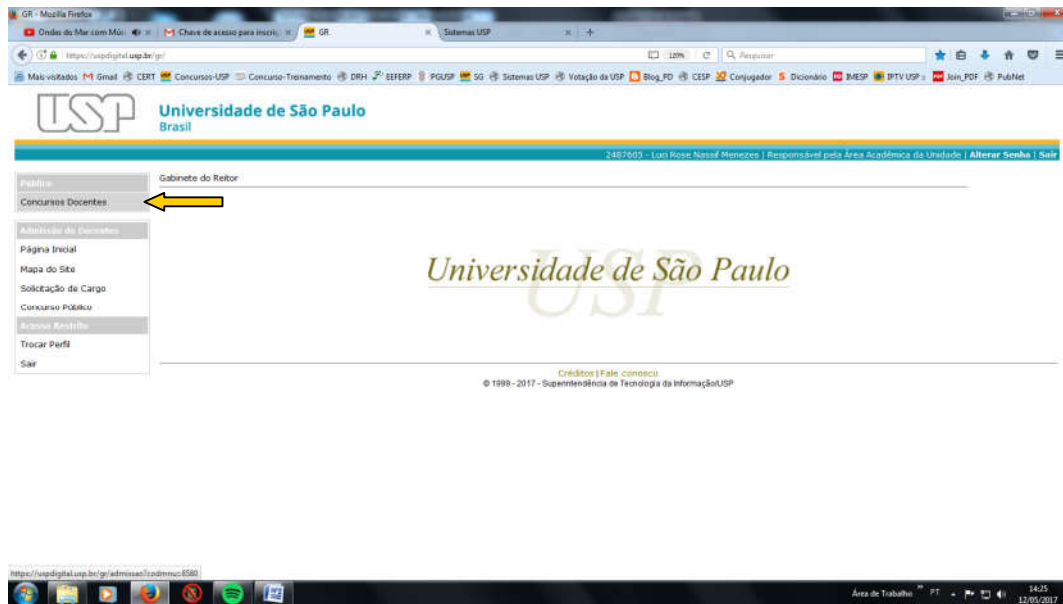 GR - Mozilla Firefox
Ondas do Mar com Mús
Chave de acesso para inscriç
GR
Sistemas USP
https://uspdigital.usp.br/gr/
120%
Pesquisar
Mais visitados
Gmail
CERT
Concursos-USP
Concurso-Treinamento
DRH
EEFERP
PGUSP
SG
Sistemas USP
Votação da USP
Blog_PD
CESP
Conjugador
Dicionário
IMESP
IPTV USP
Join_PDF
PubNet
USP
Universidade de São Paulo
Brasil
2487603 - Luci Rose Nassif Menezes | Responsável pela Área Acadêmica da Unidade | Alterar Senha | Sair
Público
Gabinete do Reitor
Concursos Docentes
Admissão de Docentes
Página Inicial
Mapa do Site
Solicitação de Cargo
Concurso Público
Acesso Restrito
Trocar Perfil
Sair
USP
Universidade de São Paulo
Créditos | Fale conosco
© 1999 - 2017 - Superintendência de Tecnologia da Informação/USP
https://uspdigital.usp.br/gr/admissao?codmnu=8580
Área de Trabalho
PT
14:25
12/05/2017